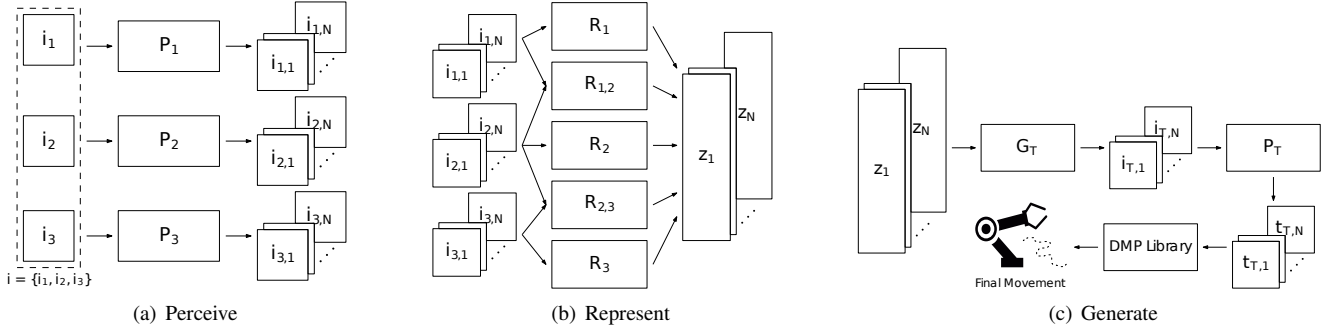 i₁
P₁
i₁,N
i₁,₁
i₂
P₂
i₂,N
i₂,₁
i₃
P₃
i₃,N
i₃,₁
i = {i₁, i₂, i₃}
(a) Perceive
i₁,N
i₁,₁
i₂,N
i₂,₁
i₃,N
i₃,₁
R₁
R₁,₂
R₂
R₂,₃
R₃
zN
z₁
(b) Represent
zN
z₁
GT
iT,N
iT,1
PT
tT,N
tT,1
DMP Library
Final Movement
(c) Generate